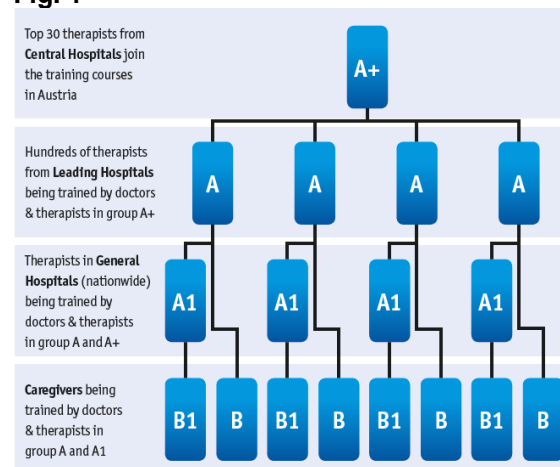 Top 30 therapists from
Central Hospitals join
the training courses
in Austria
A+
Hundreds of therapists
from Leading Hospitals
being trained by doctors
& therapists in group A+
A A A A
Therapists in General
Hospitals (nationwide)
being trained by
doctors & therapists
in group A and A+
A1 A1 A1 A1
Caregivers being
trained by doctors
& therapists in
group A and A1
B1 B B1 B B1 B B1 B